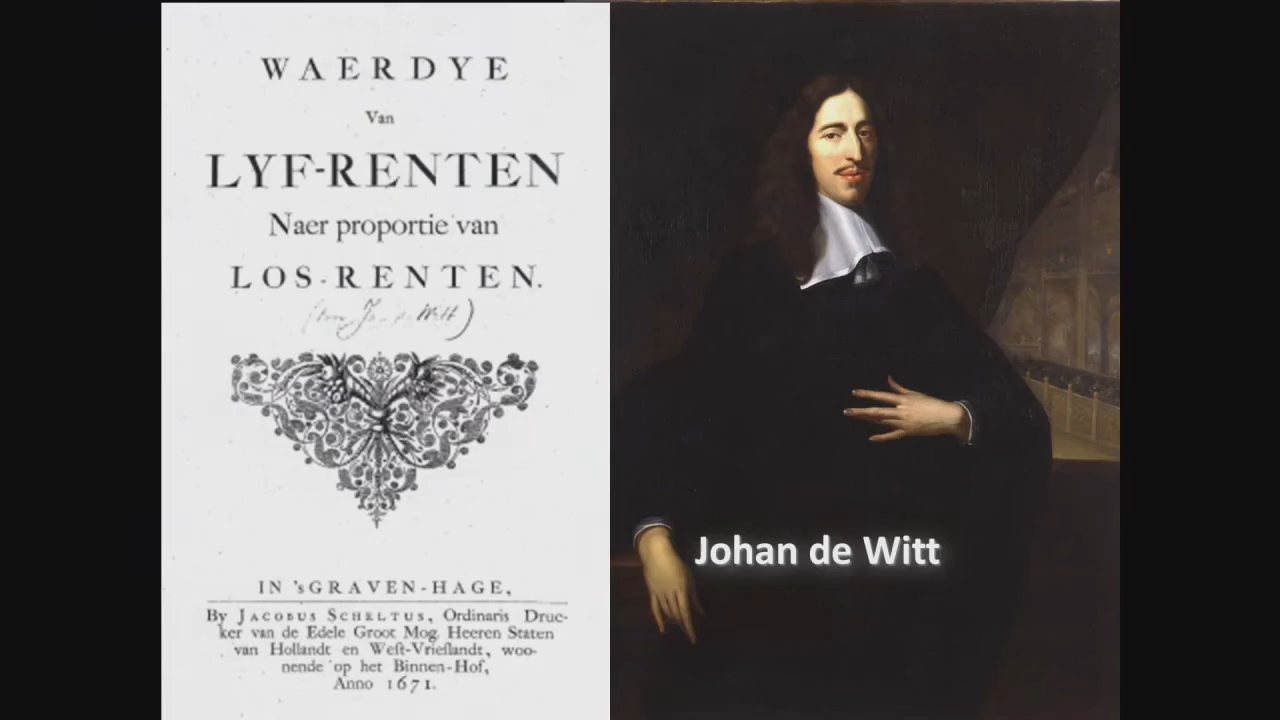 WAERDYE
Van
LYF-RENTEN
Naer proportie van
LOS-RENTEN.
Johan de Witt
IN 'sGRAVEN-HAGE,
By JACOBUS SCHELTUS, Ordinaris Druc-
ker van de Edele Groot Mog. Heeren Staten
van Hollandt en Weſt-Vrieſlandt, woo-
nende op het Binnen-Hof,
Anno 1671.